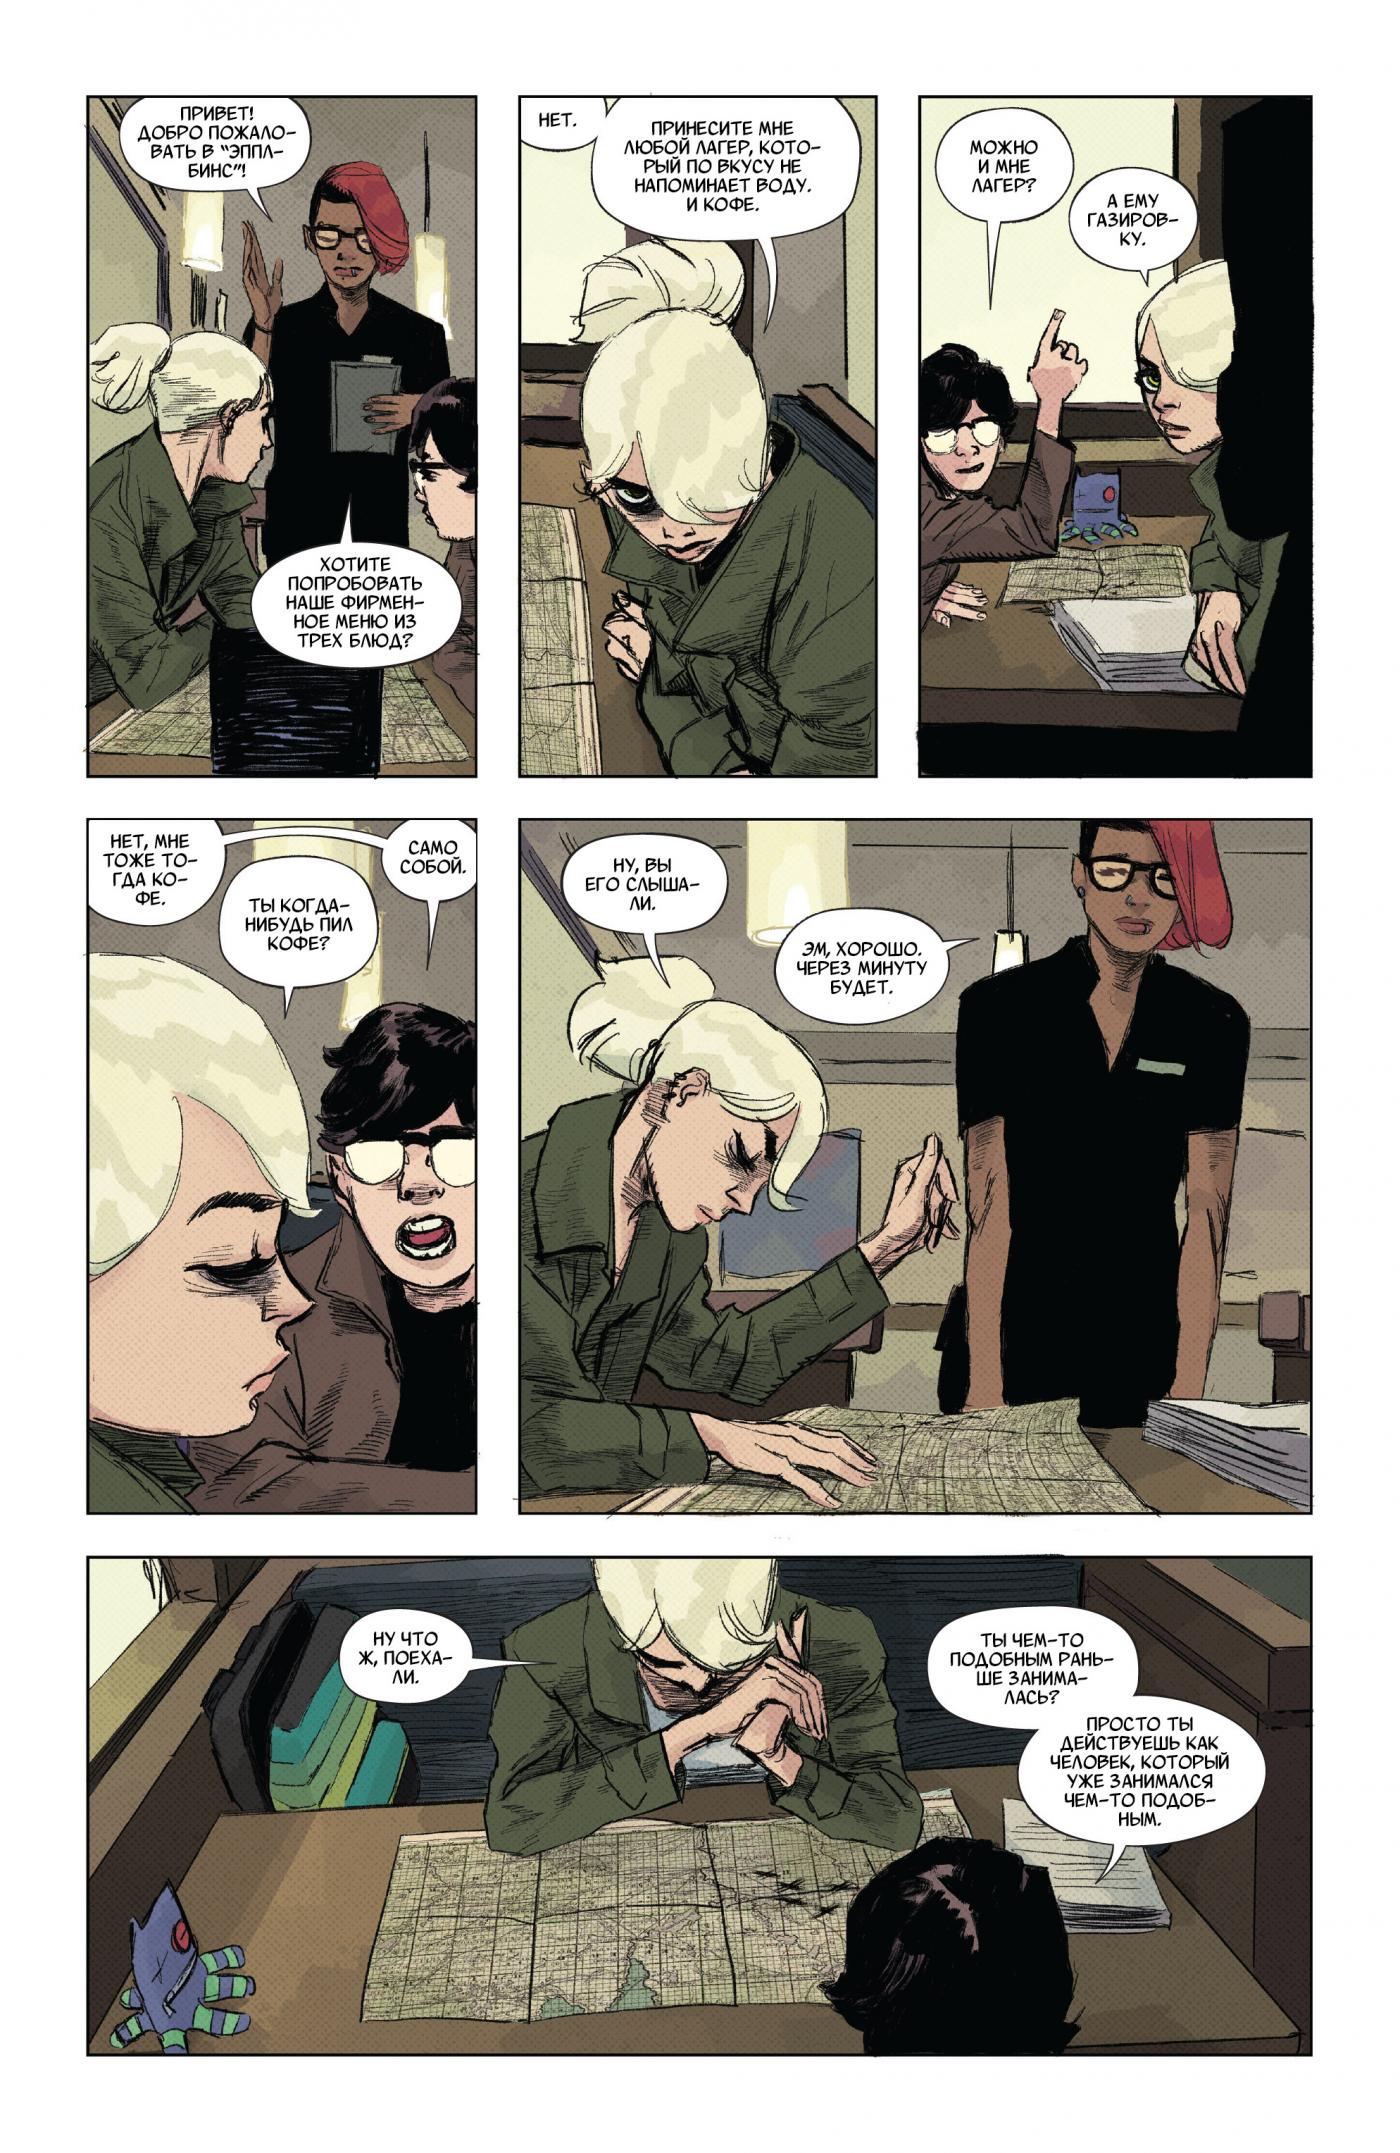 ПРИВЕТ!
ДОБРО ПОЖАЛО-
ВАТЬ В "ЭППЛ-
БИНС"!
ХОТИТЕ
ПОПРОБОВАТЬ
НАШЕ ФИРМЕН-
НОЕ МЕНЮ ИЗ
ТРЕХ БЛЮД?
НЕТ.
ПРИНЕСИТЕ МНЕ
ЛЮБОЙ ЛАГЕР, КОТО-
РЫЙ ПО ВКУСУ НЕ
НАПОМИНАЕТ ВОДУ.
И КОФЕ.
МОЖНО
И МНЕ
ЛАГЕР?
А ЕМУ
ГАЗИРОВ-
КУ.
НЕТ, МНЕ
ТОЖЕ ТО-
ГДА КО-
ФЕ.
ТЫ КОГДА-
НИБУДЬ ПИЛ
КОФЕ?
САМО
СОБОЙ.
НУ, ВЫ
ЕГО СЛЫША-
ЛИ.
ЭМ, ХОРОШО.
ЧЕРЕЗ МИНУТУ
БУДЕТ.
НУ ЧТО
Ж, ПОЕХА-
ЛИ.
ТЫ ЧЕМ-ТО
ПОДОБНЫМ РАНЬ-
ШЕ ЗАНИМА-
ЛАСЬ?
ПРОСТО ТЫ
ДЕЙСТВУЕШЬ КАК
ЧЕЛОВЕК, КОТОРЫЙ
УЖЕ ЗАНИМАЛСЯ
ЧЕМ-ТО ПОДОБ-
НЫМ.